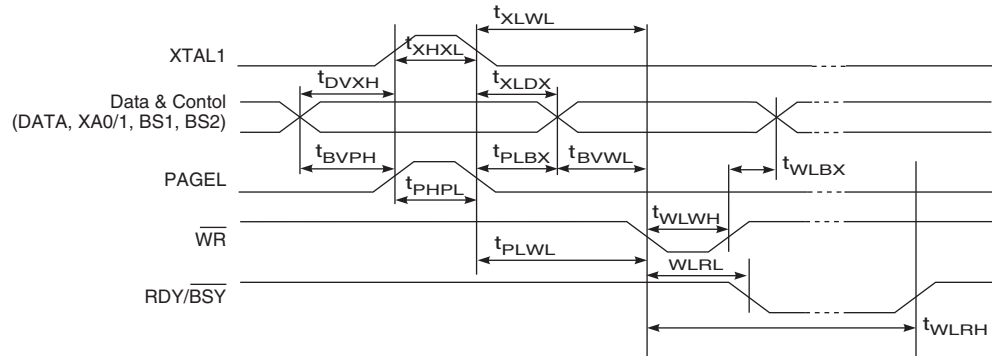 tXLWL
XTAL1
tXHXL
tDVXH
tXLDX
Data & Contol
(DATA, XA0/1, BS1, BS2)
tBVPH
tPLBX
tBVWL
tWLBX
PAGEL
tPHPL
tWLWH
WR
tPLWL
WLRL
RDY/BSY
tWLRH